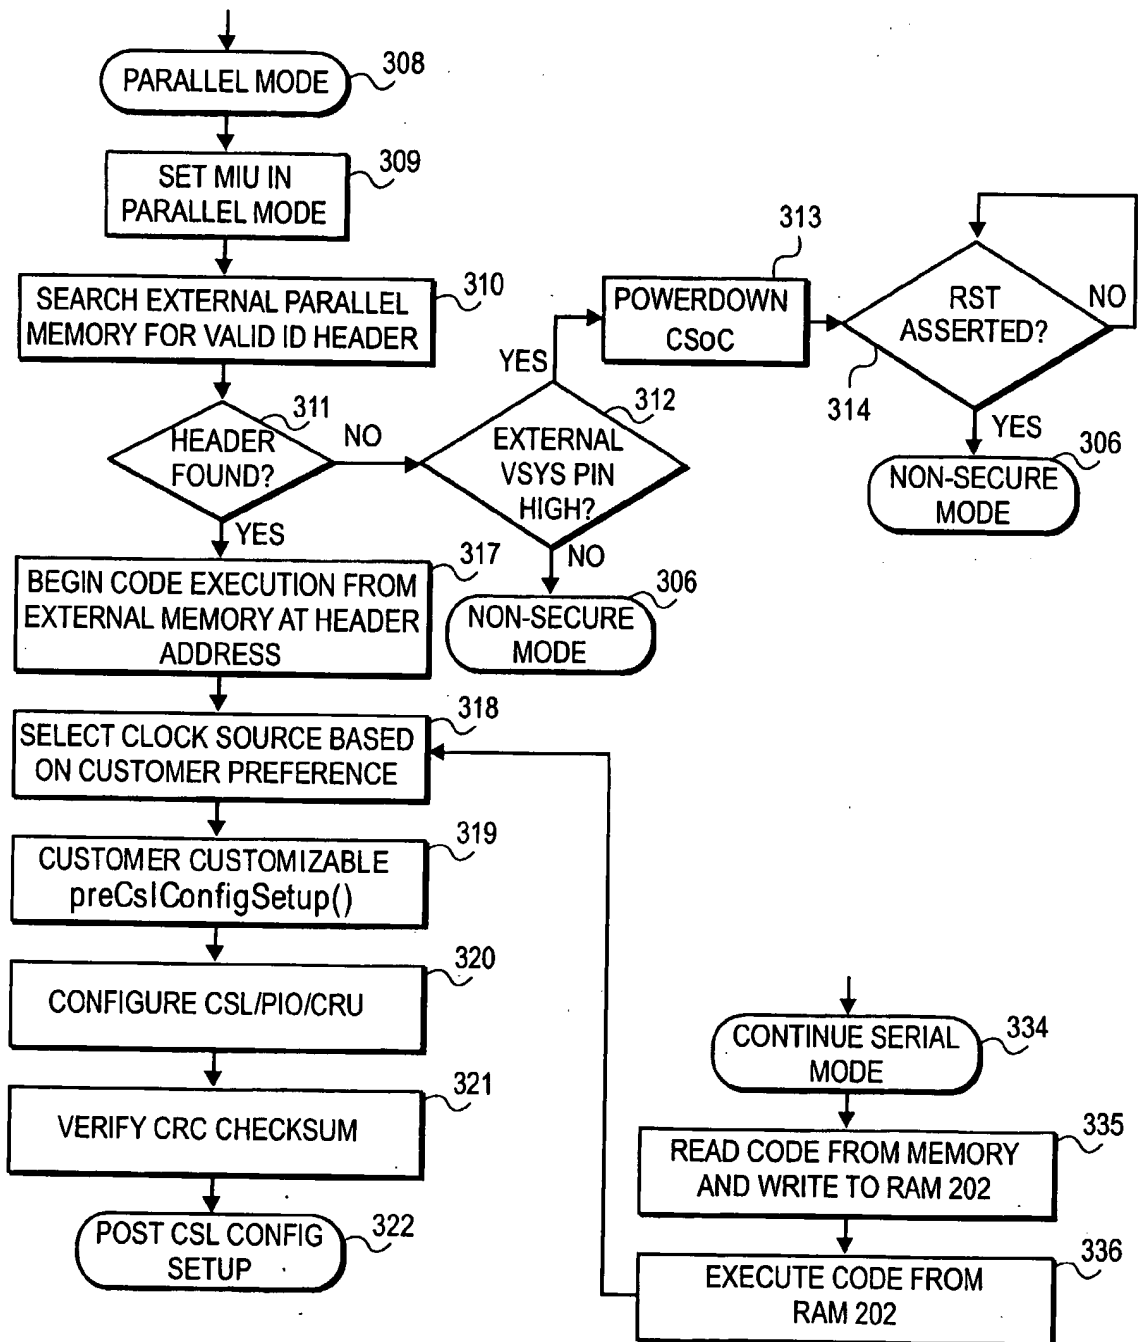 PARALLEL MODE
308
SET MIU IN
PARALLEL MODE
309
SEARCH EXTERNAL PARALLEL
MEMORY FOR VALID ID HEADER
310
HEADER
FOUND?
311
NO
YES
EXTERNAL
VSYS PIN
HIGH?
312
YES
NO
POWERDOWN
CSoC
313
RST
ASSERTED?
314
NO
YES
NON-SECURE
MODE
306
NON-SECURE
MODE
306
BEGIN CODE EXECUTION FROM
EXTERNAL MEMORY AT HEADER
ADDRESS
317
SELECT CLOCK SOURCE BASED
ON CUSTOMER PREFERENCE
318
CUSTOMER CUSTOMIZABLE
preCslConfigSetup()
319
CONFIGURE CSL/PIO/CRU
320
VERIFY CRC CHECKSUM
321
POST CSL CONFIG
SETUP
322
CONTINUE SERIAL
MODE
334
READ CODE FROM MEMORY
AND WRITE TO RAM 202
335
EXECUTE CODE FROM
RAM 202
336